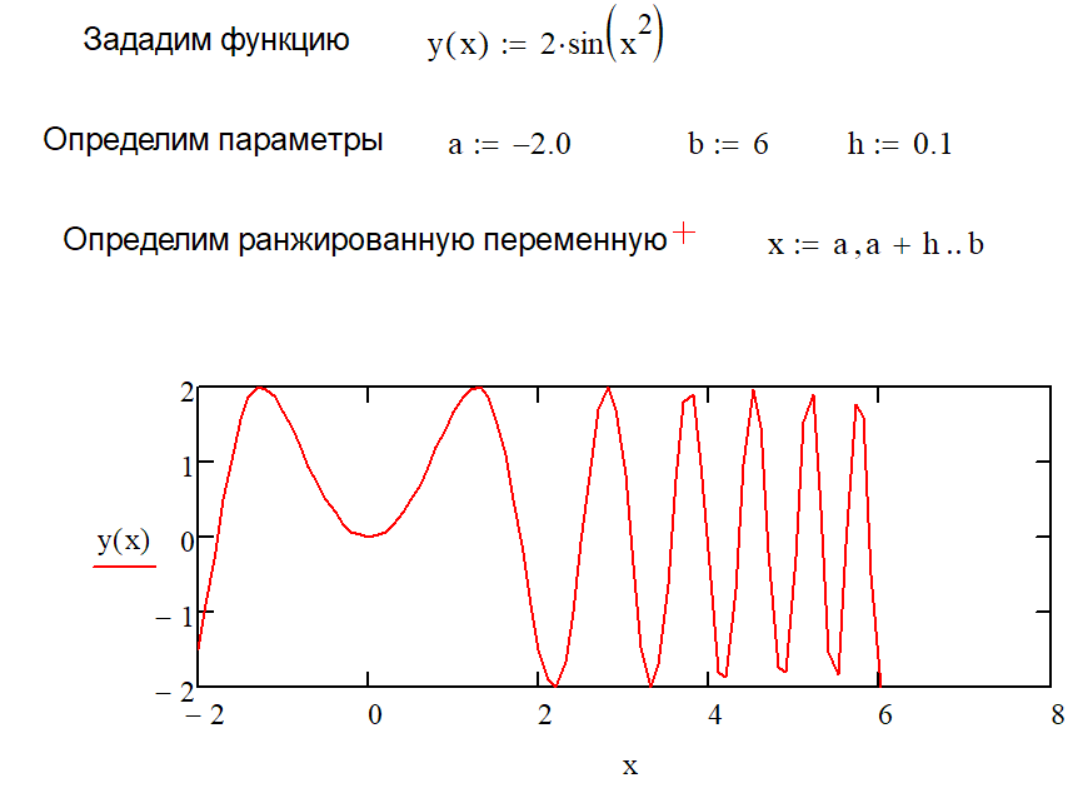 Зададим функцию y(x) := 2·sin(x²)
Определим параметры a := −2.0 b := 6 h := 0.1
Определим ранжированную переменную x := a , a + h .. b
2
1
y(x) 0
− 1
− 2
− 2 0 2 4 6 8
x